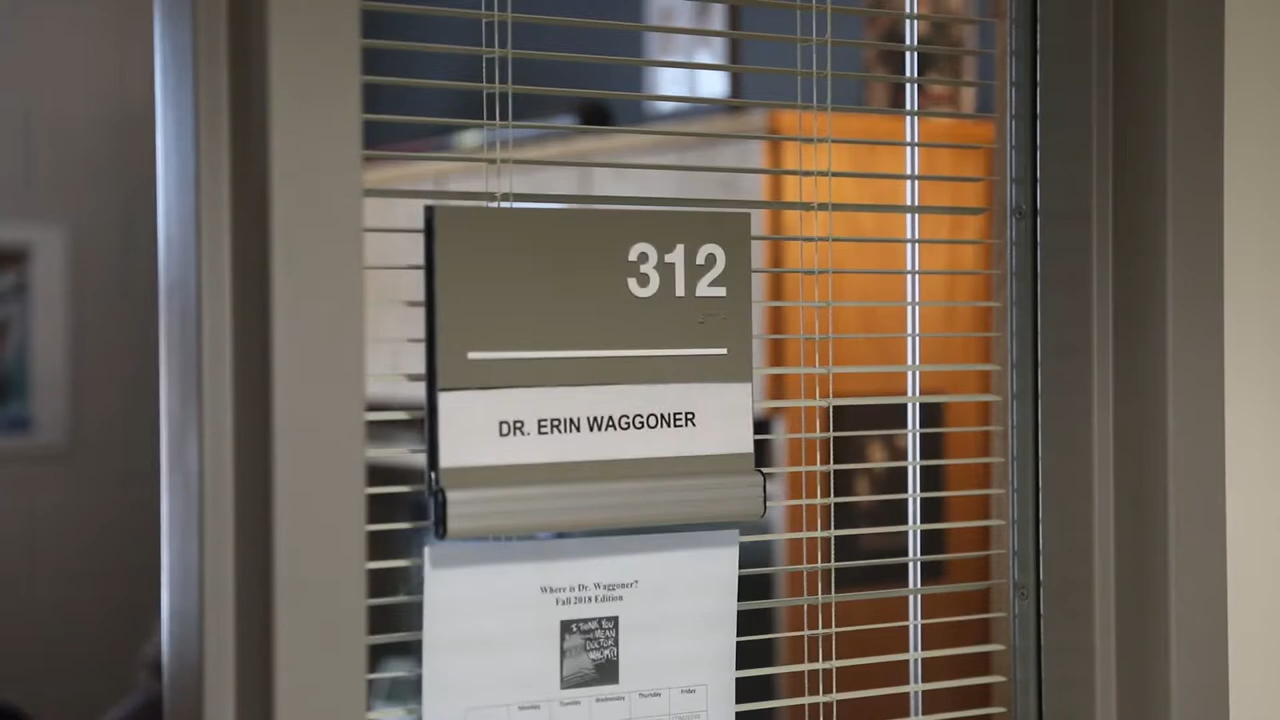 312
DR. ERIN WAGGONER
Where is Dr. Waggoner?
Fall 2018 Edition
I THINK YOU
MEAN
DOCTOR
WHOM?!
Monday Tuesday Wednesday Thursday Friday